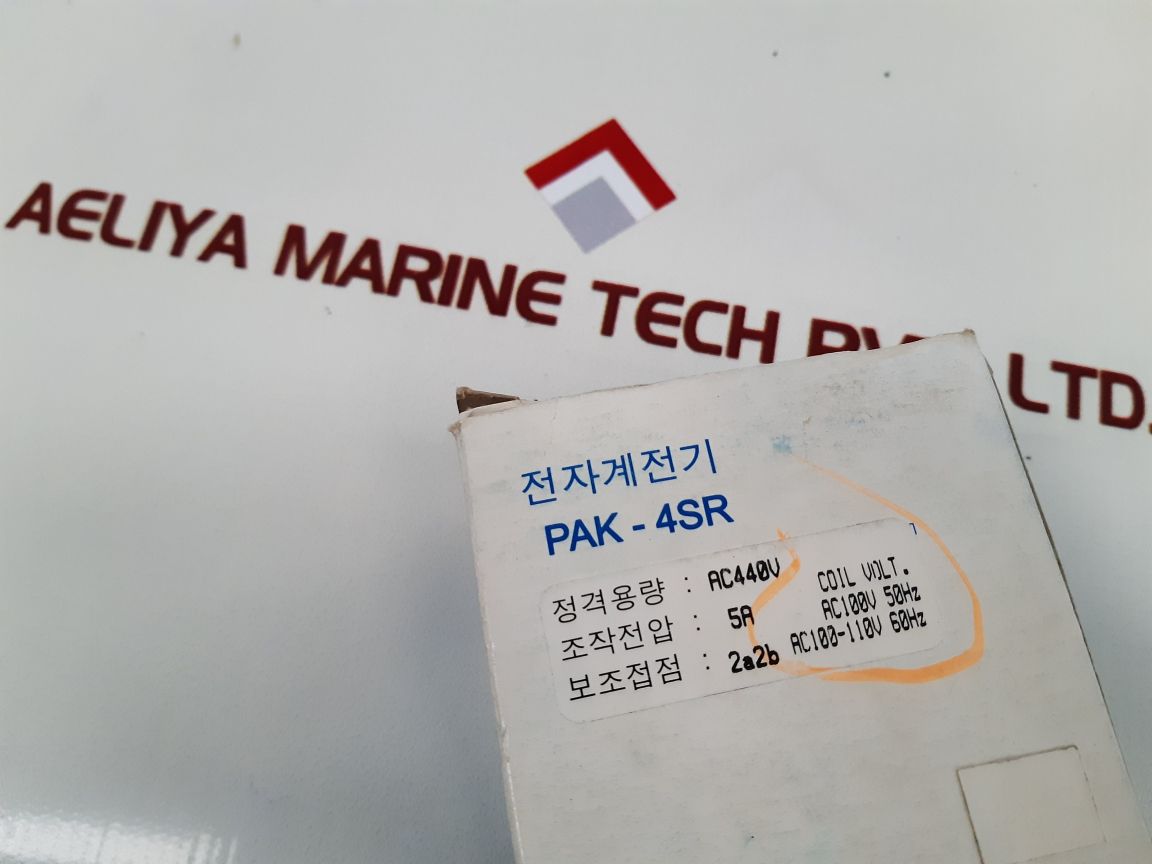 AELIYA MARINE TECH PVT LTD.
전자계전기
PAK - 4SR
정격용량 : AC440V
조작전압 : 5A
보조접점 : 2a2b
COIL VOLT.
AC100V 50Hz
AC100-110V 60Hz